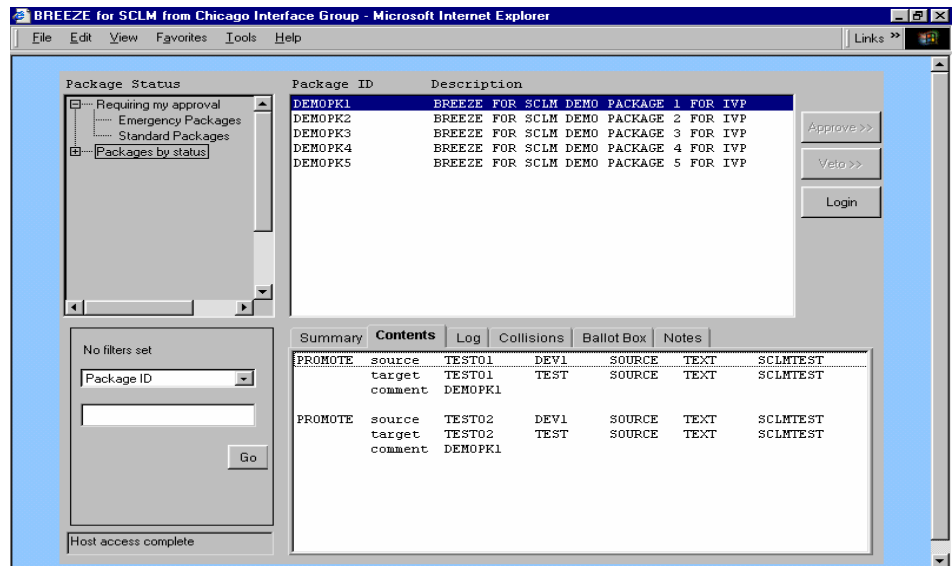 BREEZE for SCLM from Chicago Interface Group - Microsoft Internet Explorer
File Edit View Favorites Tools Help Links »
Package Status
Requiring my approval
Emergency Packages
Standard Packages
Packages by status
Package ID Description
DEMOPK1 BREEZE FOR SCLM DEMO PACKAGE 1 FOR IVP
DEMOPK2 BREEZE FOR SCLM DEMO PACKAGE 2 FOR IVP
DEMOPK3 BREEZE FOR SCLM DEMO PACKAGE 3 FOR IVP
DEMOPK4 BREEZE FOR SCLM DEMO PACKAGE 4 FOR IVP
DEMOPK5 BREEZE FOR SCLM DEMO PACKAGE 5 FOR IVP
Approve >>
Veto >>
Login
No filters set
Package ID
Go
Host access complete
Summary Contents Log Collisions Ballot Box Notes
PROMOTE source TEST01 DEV1 SOURCE TEXT SCLMTEST
target TEST01 TEST SOURCE TEXT SCLMTEST
comment DEMOPK1
PROMOTE source TEST02 DEV1 SOURCE TEXT SCLMTEST
target TEST02 TEST SOURCE TEXT SCLMTEST
comment DEMOPK1